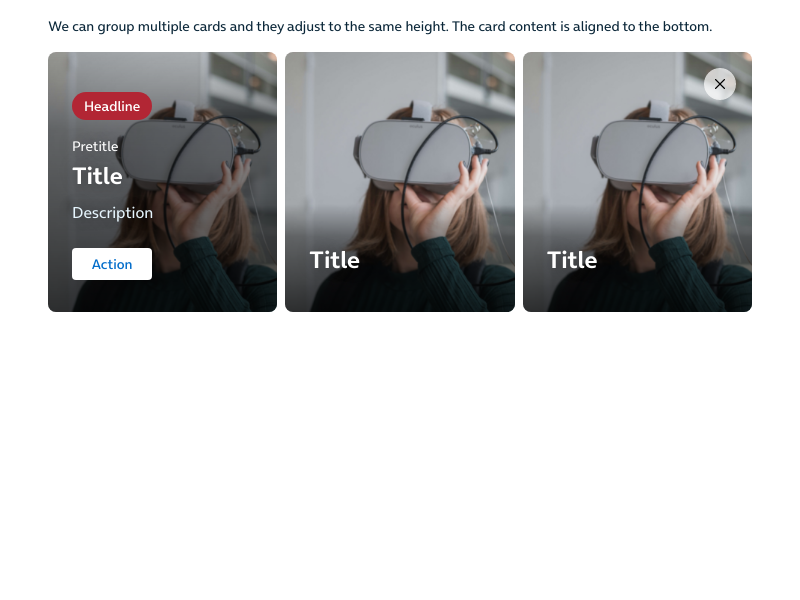 We can group multiple cards and they adjust to the same height. The card content is aligned to the bottom.
Headline
Pretitle
Title
Description
Action
Title
Title